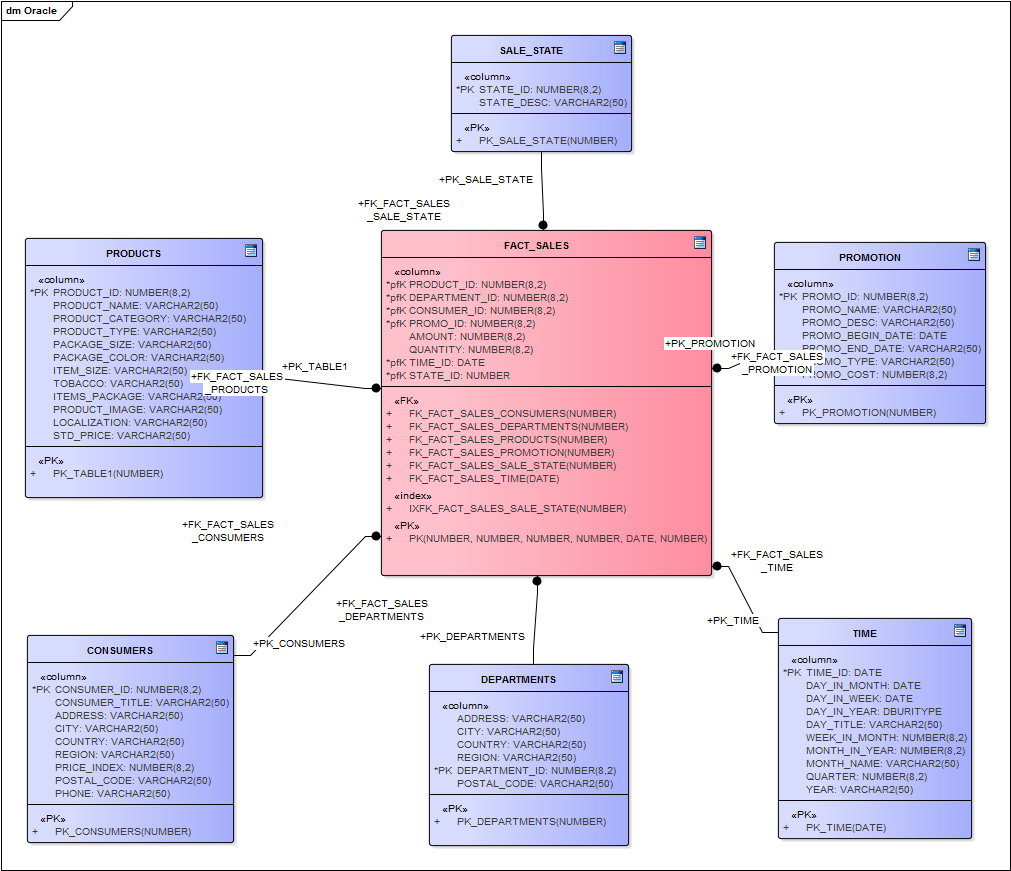 dm Oracle
SALE_STATE
«column»
*PK STATE_ID: NUMBER(8,2)
STATE_DESC: VARCHAR2(50)
«PK»
+ PK_SALE_STATE(NUMBER)
+PK_SALE_STATE
+FK_FACT_SALES
_SALE_STATE
PRODUCTS
«column»
*PK PRODUCT_ID: NUMBER(8,2)
PRODUCT_NAME: VARCHAR2(50)
PRODUCT_CATEGORY: VARCHAR2(50)
PRODUCT_TYPE: VARCHAR2(50)
PACKAGE_SIZE: VARCHAR2(50)
PACKAGE_COLOR: VARCHAR2(50)
ITEM_SIZE: VARCHAR2(50)
TOBACCO: VARCHAR2(50)
ITEMS_PACKAGE: VARCHAR2(50)
PRODUCT_IMAGE: VARCHAR2(50)
LOCALIZATION: VARCHAR2(50)
STD_PRICE: VARCHAR2(50)
«PK»
+ PK_TABLE1(NUMBER)
+PK_TABLE1
+FK_FACT_SALES
_PRODUCTS
FACT_SALES
«column»
*pfK PRODUCT_ID: NUMBER(8,2)
*pfK DEPARTMENT_ID: NUMBER(8,2)
*pfK CONSUMER_ID: NUMBER(8,2)
*pfK PROMO_ID: NUMBER(8,2)
AMOUNT: NUMBER(8,2)
QUANTITY: NUMBER(8,2)
*pfK TIME_ID: DATE
*pfK STATE_ID: NUMBER
«FK»
+ FK_FACT_SALES_CONSUMERS(NUMBER)
+ FK_FACT_SALES_DEPARTMENTS(NUMBER)
+ FK_FACT_SALES_PRODUCTS(NUMBER)
+ FK_FACT_SALES_PROMOTION(NUMBER)
+ FK_FACT_SALES_SALE_STATE(NUMBER)
+ FK_FACT_SALES_TIME(DATE)
«index»
+ IXFK_FACT_SALES_SALE_STATE(NUMBER)
«PK»
+ PK(NUMBER, NUMBER, NUMBER, NUMBER, DATE, NUMBER)
PROMOTION
«column»
*PK PROMO_ID: NUMBER(8,2)
PROMO_NAME: VARCHAR2(50)
PROMO_DESC: VARCHAR2(50)
PROMO_BEGIN_DATE: DATE
PROMO_END_DATE: VARCHAR2(50)
PROMO_TYPE: VARCHAR2(50)
PROMO_COST: NUMBER(8,2)
«PK»
+ PK_PROMOTION(NUMBER)
+PK_PROMOTION
+FK_FACT_SALES
_PROMOTION
+FK_FACT_SALES
_CONSUMERS
+PK_CONSUMERS
+FK_FACT_SALES
_DEPARTMENTS
+PK_DEPARTMENTS
+FK_FACT_SALES
_TIME
+PK_TIME
CONSUMERS
«column»
*PK CONSUMER_ID: NUMBER(8,2)
CONSUMER_TITLE: VARCHAR2(50)
ADDRESS: VARCHAR2(50)
CITY: VARCHAR2(50)
COUNTRY: VARCHAR2(50)
REGION: VARCHAR2(50)
PRICE_INDEX: NUMBER(8,2)
POSTAL_CODE: VARCHAR2(50)
PHONE: VARCHAR2(50)
«PK»
+ PK_CONSUMERS(NUMBER)
DEPARTMENTS
«column»
ADDRESS: VARCHAR2(50)
CITY: VARCHAR2(50)
COUNTRY: VARCHAR2(50)
REGION: VARCHAR2(50)
*PK DEPARTMENT_ID: NUMBER(8,2)
POSTAL_CODE: VARCHAR2(50)
«PK»
+ PK_DEPARTMENTS(NUMBER)
TIME
«column»
*PK TIME_ID: DATE
DAY_IN_MONTH: DATE
DAY_IN_WEEK: DATE
DAY_IN_YEAR: DBURITYPE
DAY_TITLE: VARCHAR2(50)
WEEK_IN_MONTH: NUMBER(8,2)
MONTH_IN_YEAR: NUMBER(8,2)
MONTH_NAME: VARCHAR2(50)
QUARTER: NUMBER(8,2)
YEAR: VARCHAR2(50)
«PK»
+ PK_TIME(DATE)